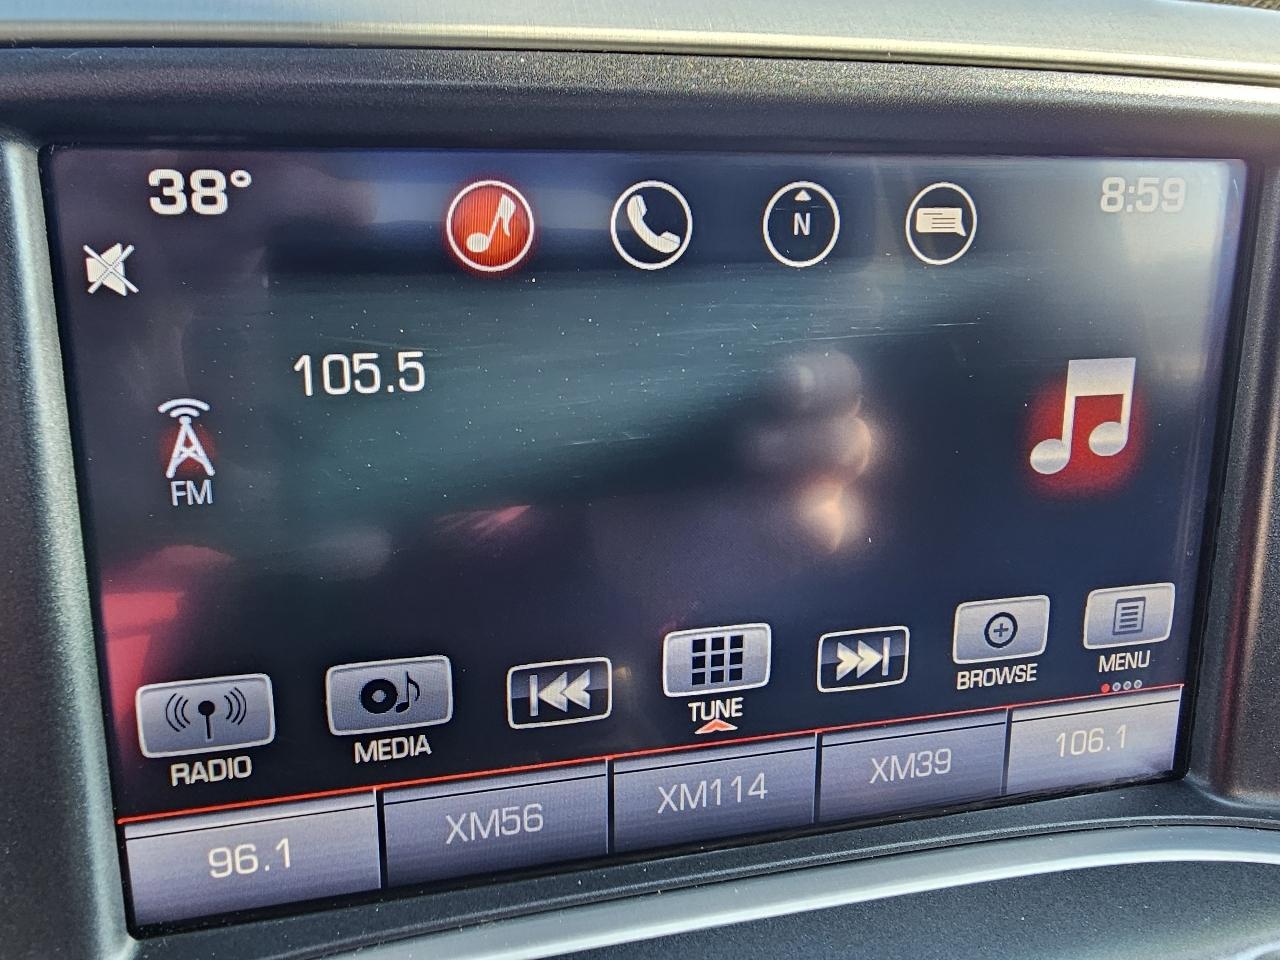 38°
N
8:59
105.5
FM
RADIO
MEDIA
TUNE
BROWSE
MENU
96.1
XM56
XM114
XM39
106.1